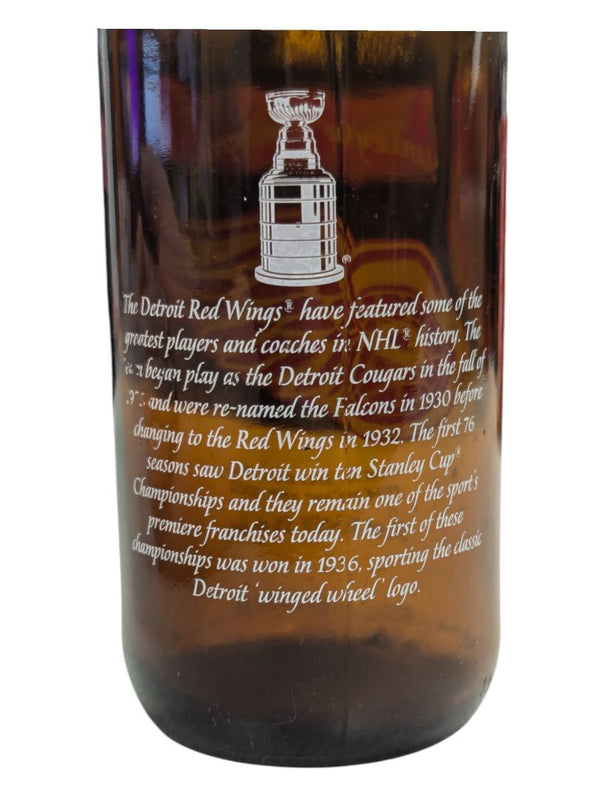 The Detroit Red Wings® have featured some of the
greatest players and coaches in NHL® history. The
began play as the Detroit Cougars in the fall of
and were re-named the Falcons in 1930 before
changing to the Red Wings in 1932. The first 76
seasons saw Detroit win ten Stanley Cup®
Championships and they remain one of the sport's
premiere franchises today. The first of these
championships was won in 1936, sporting the classic
Detroit 'winged wheel' logo.